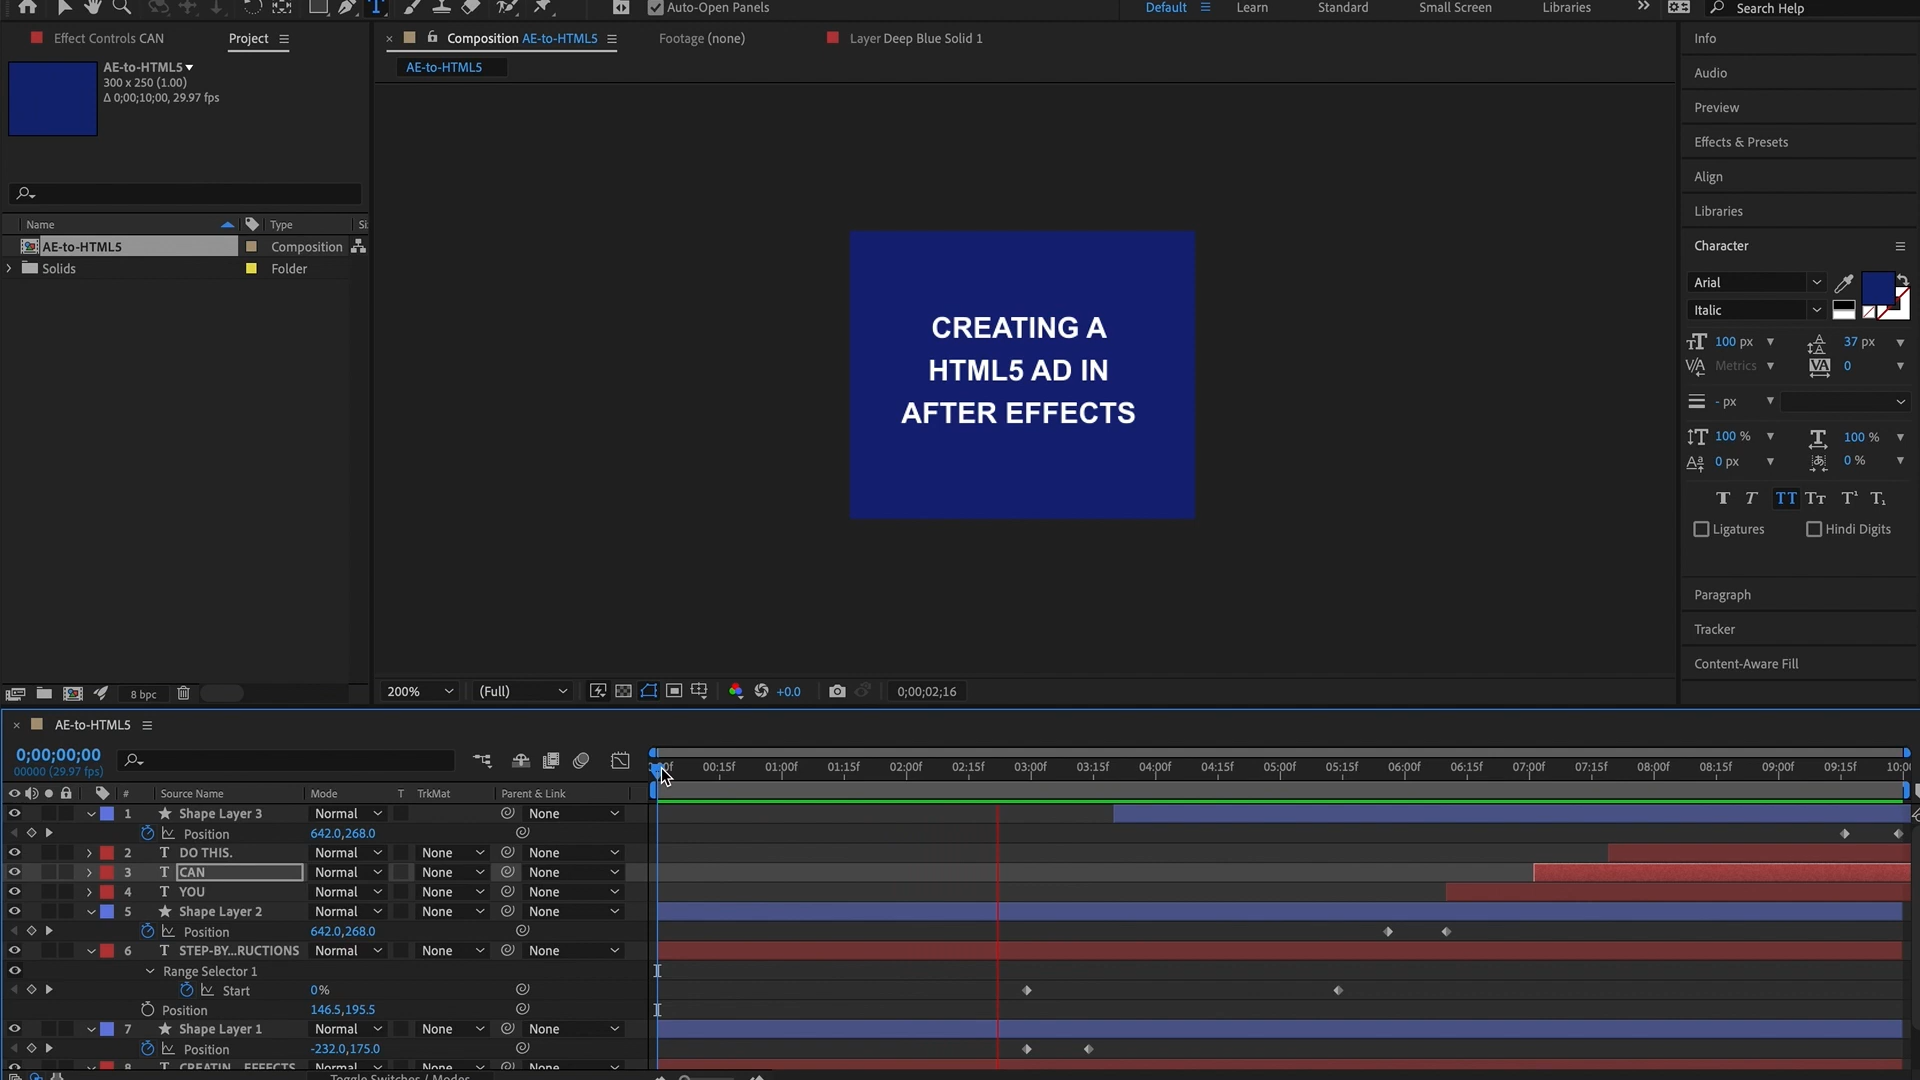 Auto-Open Panels
Default
Learn
Standard
Small Screen
Libraries
Search Help
Effect Controls CAN
Project
Composition AE-to-HTML5
Footage (none)
Layer Deep Blue Solid 1
AE-to-HTML5
AE-to-HTML5
300 x 250 (1.00)
Δ 0;00;10;00, 29.97 fps
Name
Type
Si
AE-to-HTML5
Composition
Solids
Folder
8 bpc
CREATING A
HTML5 AD IN
AFTER EFFECTS
200%
(Full)
+0.0
0;00;02;16
Info
Audio
Preview
Effects & Presets
Align
Libraries
Character
Arial
Italic
100 px
37 px
Metrics
0
- px
100 %
100 %
0 px
0 %
Ligatures
Hindi Digits
Paragraph
Tracker
Content-Aware Fill
AE-to-HTML5
0;00;00;00
00000 (29.97 fps)
00:15f 01:00f 01:15f 02:00f 02:15f 03:00f 03:15f 04:00f 04:15f 05:00f 05:15f 06:00f 06:15f 07:00f 07:15f 08:00f 08:15f 09:00f 09:15f 10:00
# Source Name Mode T TrkMat Parent & Link
1 Shape Layer 3 Normal None
Position 642.0,268.0
2 DO THIS. Normal None None
3 CAN Normal None None
4 YOU Normal None None
5 Shape Layer 2 Normal None None
Position 642.0,268.0
6 STEP-BY...RUCTIONS Normal None None
Range Selector 1
Start 0%
Position 146.5,195.5
7 Shape Layer 1 Normal None None
Position -232.0,175.0
8 CREATIN...EFFECTS Normal None None
Toggle Switches / Modes